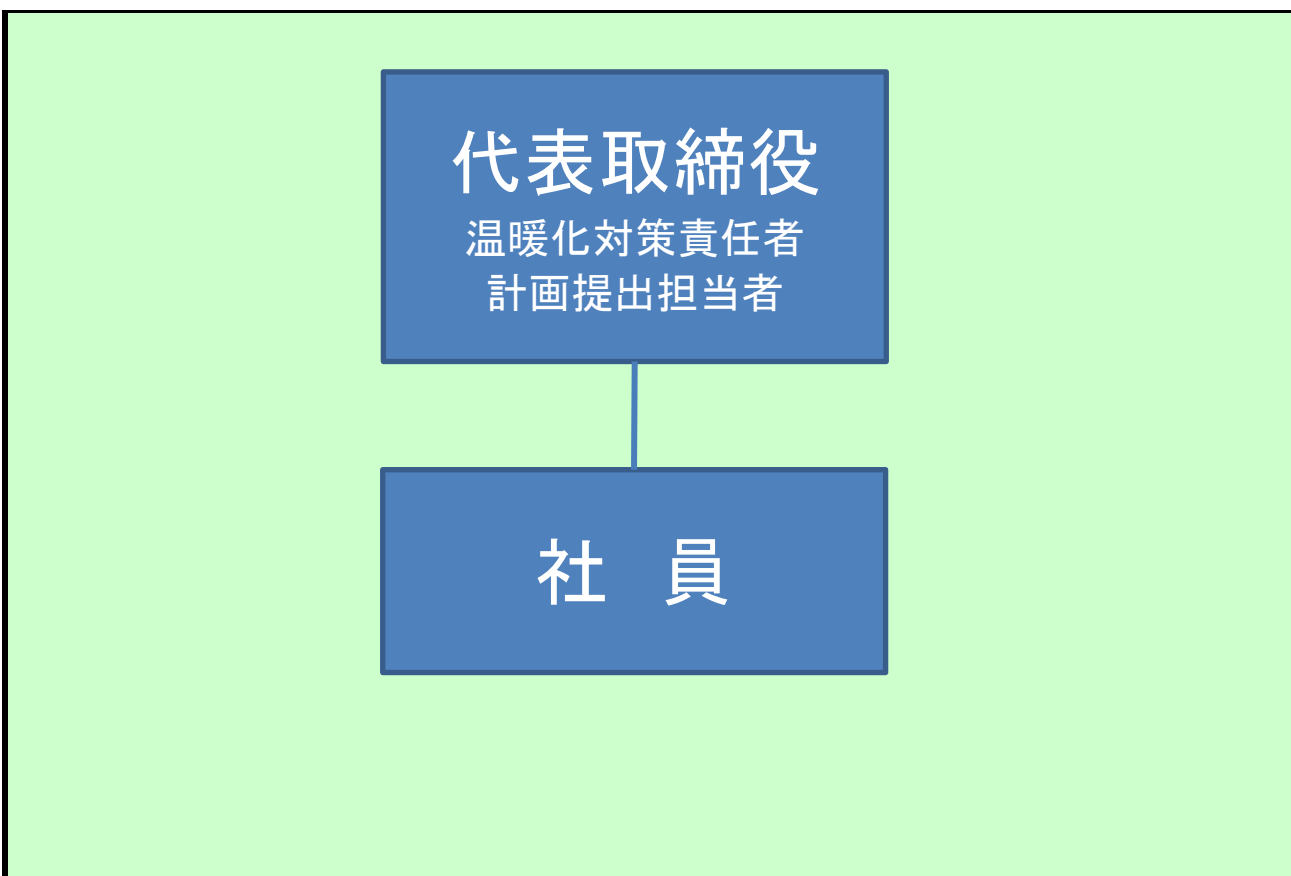 代表取締役
温暖化対策責任者
計画提出担当者
社　員